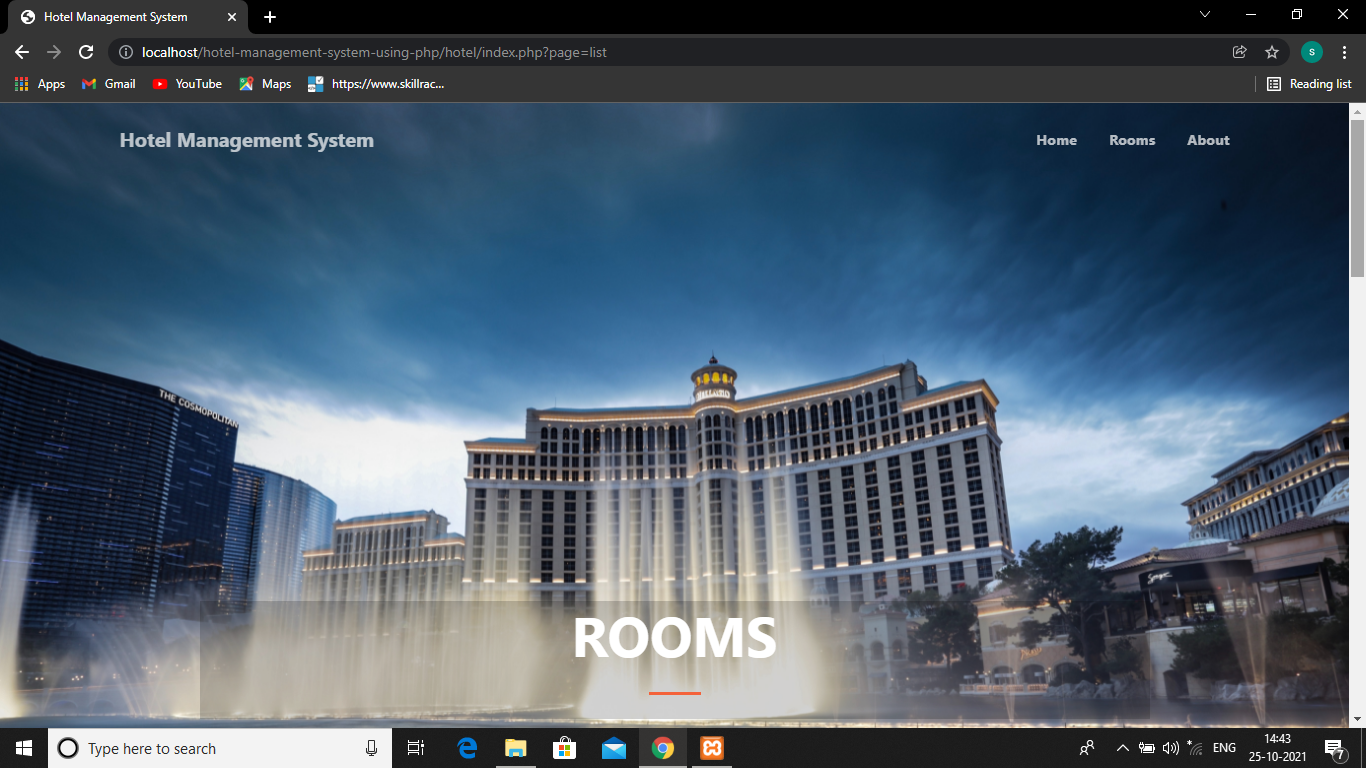 Hotel Management System
localhost/hotel-management-system-using-php/hotel/index.php?page=list
S
Apps Gmail YouTube Maps https://www.skillrac... Reading list
Hotel Management System Home Rooms About
THE COSMOPOLITAN
ROOMS
Type here to search
ENG
14:43
25-10-2021
7